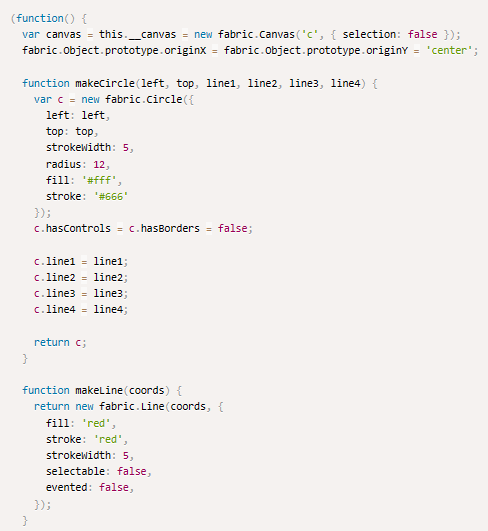 (function() {
  var canvas = this.__canvas = new fabric.Canvas('c', { selection: false });
  fabric.Object.prototype.originX = fabric.Object.prototype.originY = 'center';

  function makeCircle(left, top, line1, line2, line3, line4) {
    var c = new fabric.Circle({
      left: left,
      top: top,
      strokeWidth: 5,
      radius: 12,
      fill: '#fff',
      stroke: '#666'
    });
    c.hasControls = c.hasBorders = false;

    c.line1 = line1;
    c.line2 = line2;
    c.line3 = line3;
    c.line4 = line4;

    return c;
  }

  function makeLine(coords) {
    return new fabric.Line(coords, {
      fill: 'red',
      stroke: 'red',
      strokeWidth: 5,
      selectable: false,
      evented: false,
    });
  }